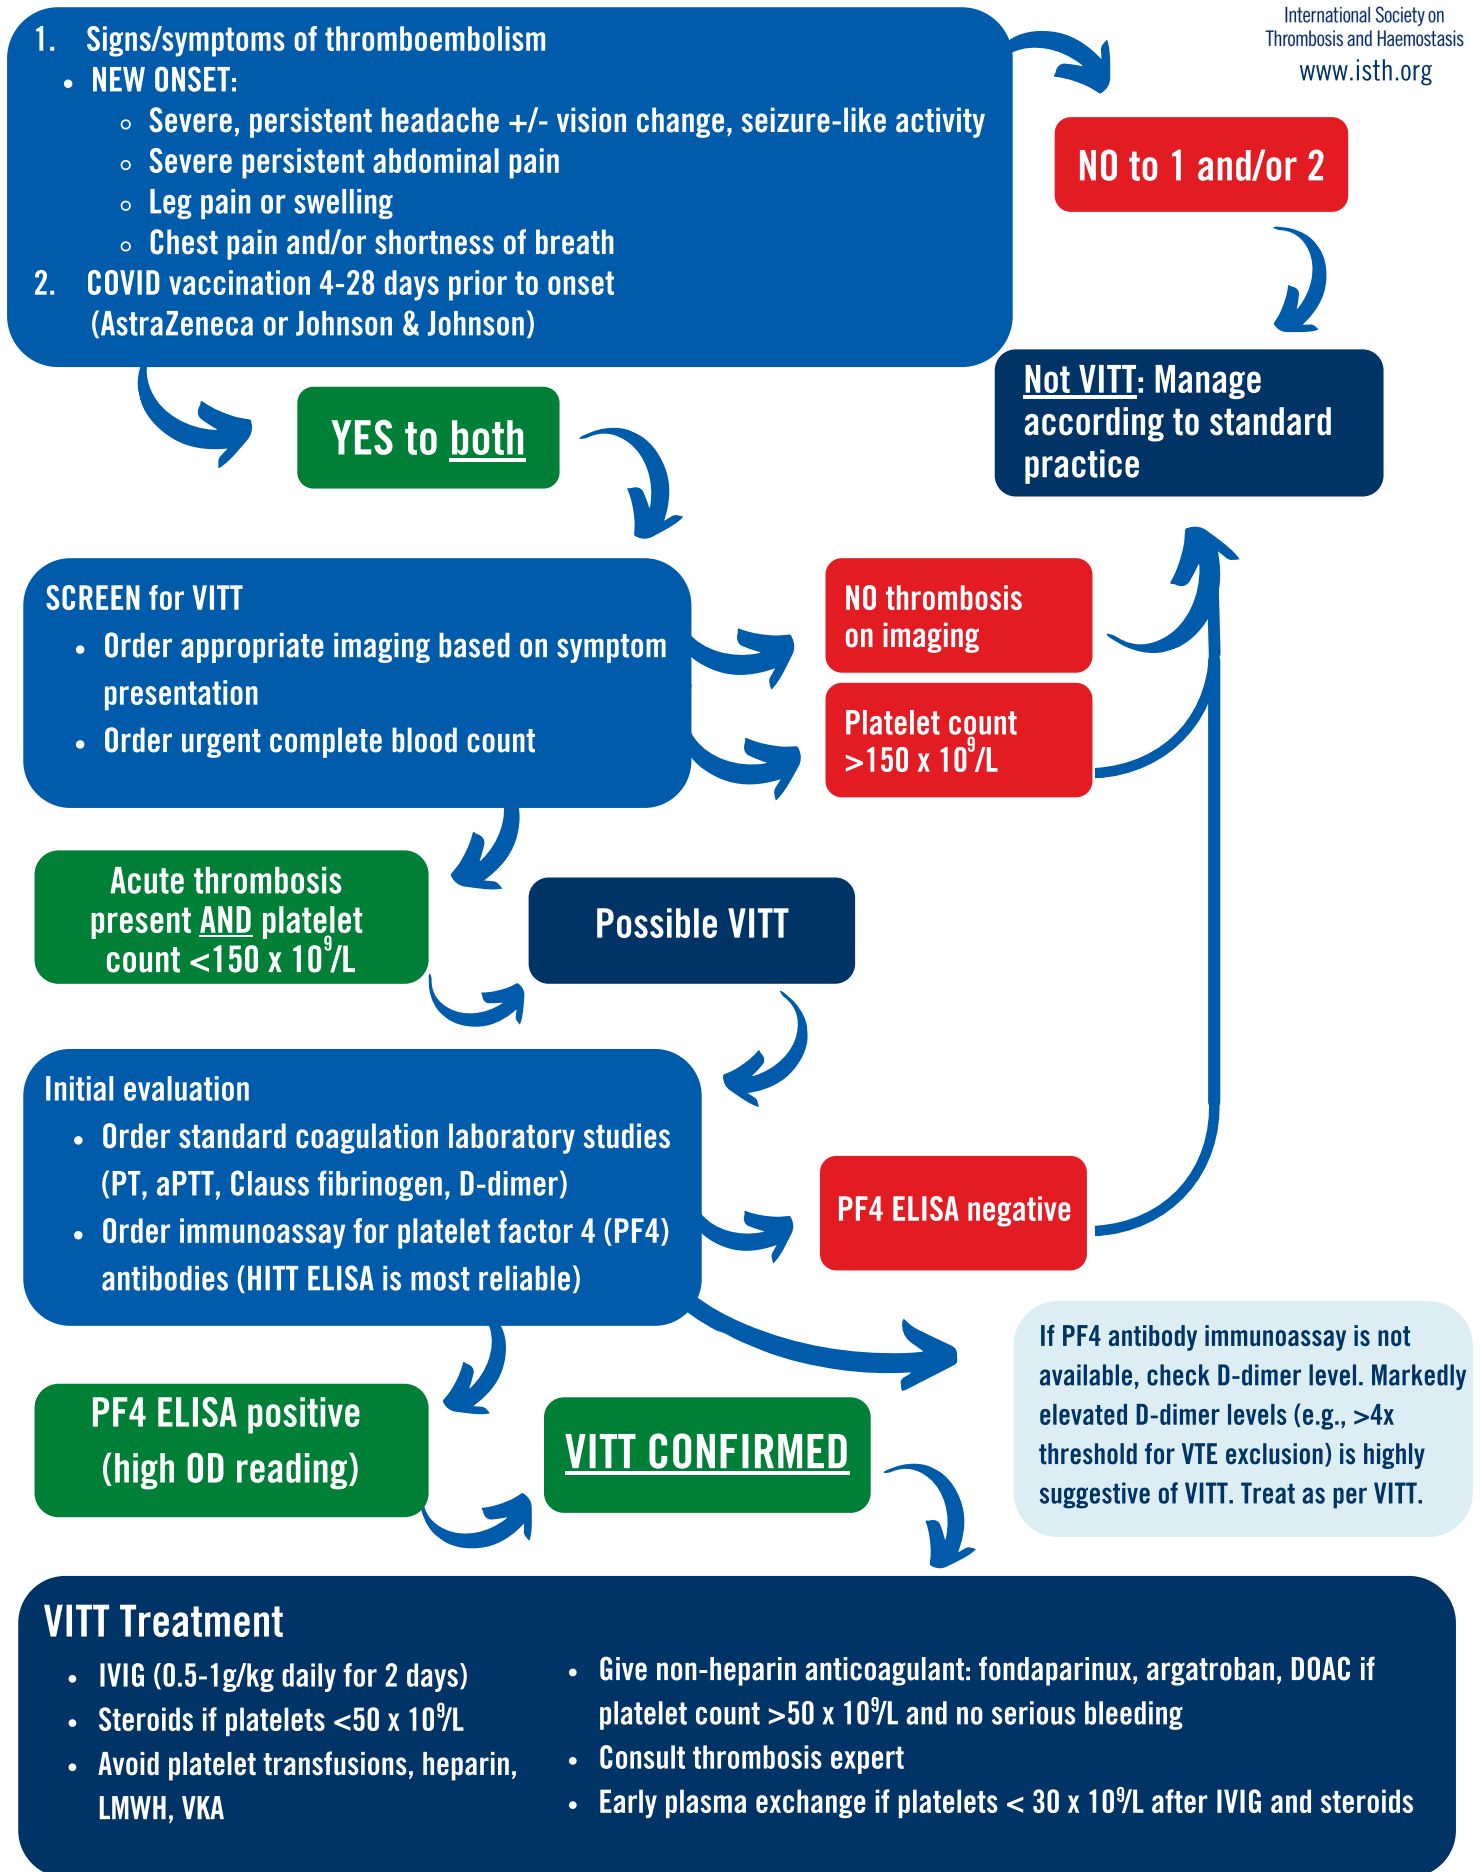 International Society on
Thrombosis and Haemostasis
www.isth.org
1. Signs/symptoms of thromboembolism
• NEW ONSET:
○ Severe, persistent headache +/- vision change, seizure-like activity
○ Severe persistent abdominal pain
○ Leg pain or swelling
○ Chest pain and/or shortness of breath
2. COVID vaccination 4-28 days prior to onset
(AstraZeneca or Johnson & Johnson)
NO to 1 and/or 2
Not VITT: Manage
according to standard
practice
YES to both
SCREEN for VITT
• Order appropriate imaging based on symptom
presentation
• Order urgent complete blood count
NO thrombosis
on imaging
Platelet count
>150 x 10⁹/L
Acute thrombosis
present AND platelet
count <150 x 10⁹/L
Possible VITT
Initial evaluation
• Order standard coagulation laboratory studies
(PT, aPTT, Clauss fibrinogen, D-dimer)
• Order immunoassay for platelet factor 4 (PF4)
antibodies (HITT ELISA is most reliable)
PF4 ELISA negative
If PF4 antibody immunoassay is not
available, check D-dimer level. Markedly
elevated D-dimer levels (e.g., >4x
threshold for VTE exclusion) is highly
suggestive of VITT. Treat as per VITT.
PF4 ELISA positive
(high OD reading)
VITT CONFIRMED
VITT Treatment
• IVIG (0.5-1g/kg daily for 2 days)
• Steroids if platelets <50 x 10⁹/L
• Avoid platelet transfusions, heparin,
LMWH, VKA
• Give non-heparin anticoagulant: fondaparinux, argatroban, DOAC if
platelet count >50 x 10⁹/L and no serious bleeding
• Consult thrombosis expert
• Early plasma exchange if platelets < 30 x 10⁹/L after IVIG and steroids